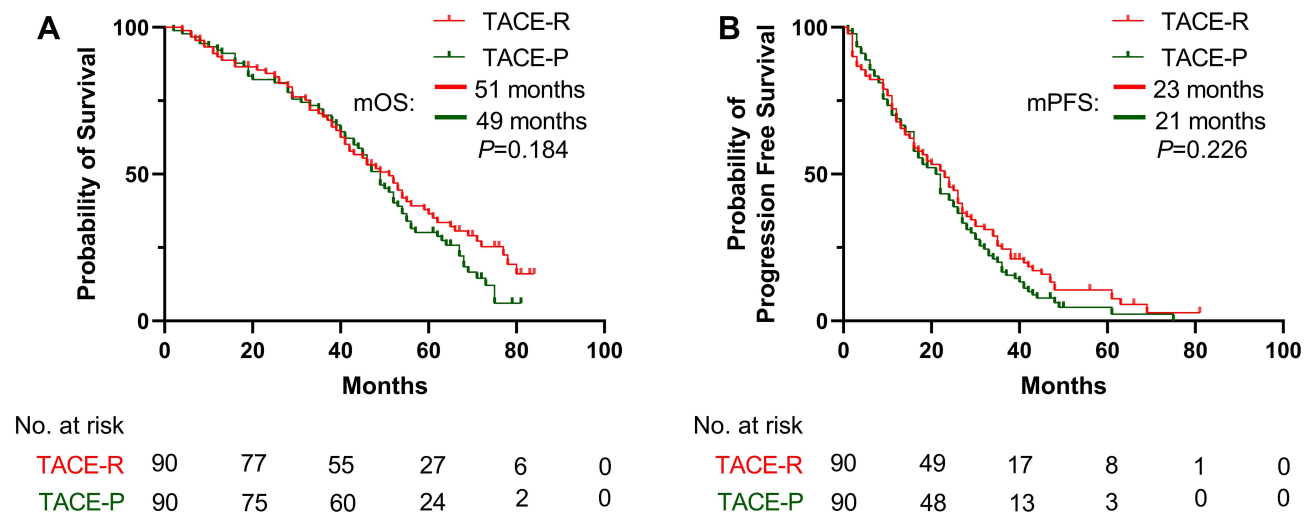 A
TACE-R
TACE-P
mOS:
51 months
49 months
P=0.184
Probability of Survival
100
50
0
0 20 40 60 80 100
Months
No. at risk
TACE-R 90 77 55 27 6 0
TACE-P 90 75 60 24 2 0
B
TACE-R
TACE-P
mPFS:
23 months
21 months
P=0.226
Probability of
Progression Free Survival
100
50
0
0 20 40 60 80 100
Months
No. at risk
TACE-R 90 49 17 8 1 0
TACE-P 90 48 13 3 0 0